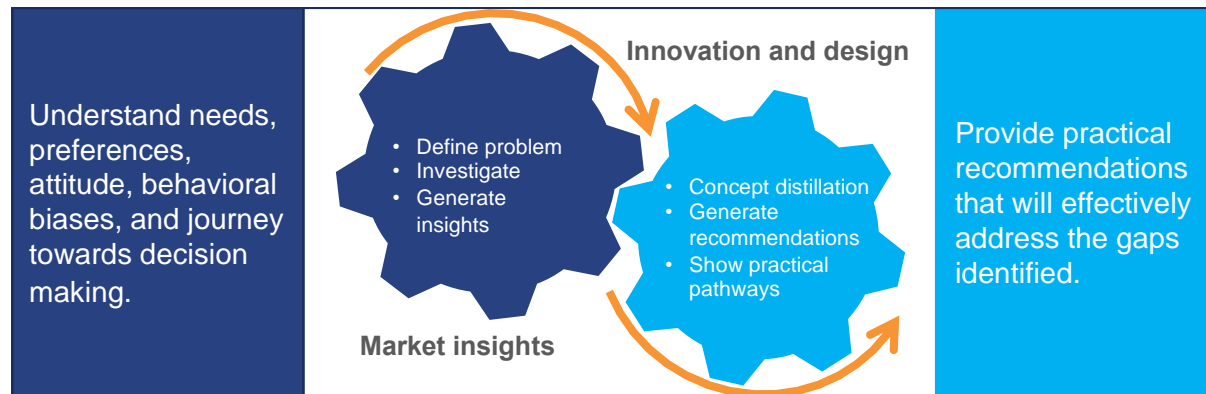 Understand needs,
preferences,
attitude, behavioral
biases, and journey
towards decision
making.
• Define problem
• Investigate
• Generate
insights
Market insights
Innovation and design
• Concept distillation
• Generate
recommendations
• Show practical
pathways
Provide practical
recommendations
that will effectively
address the gaps
identified.